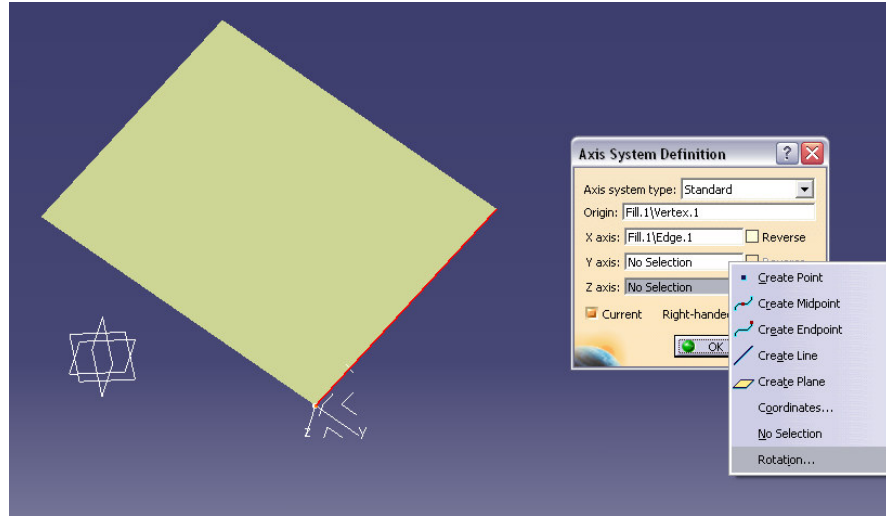 Axis System Definition
Axis system type: Standard
Origin: Fill.1\Vertex.1
X axis: Fill.1\Edge.1 Reverse
Y axis: No Selection Reverse
Z axis: No Selection
Current Right-handed
OK
Create Point
Create Midpoint
Create Endpoint
Create Line
Create Plane
Coordinates...
No Selection
Rotation...
z y